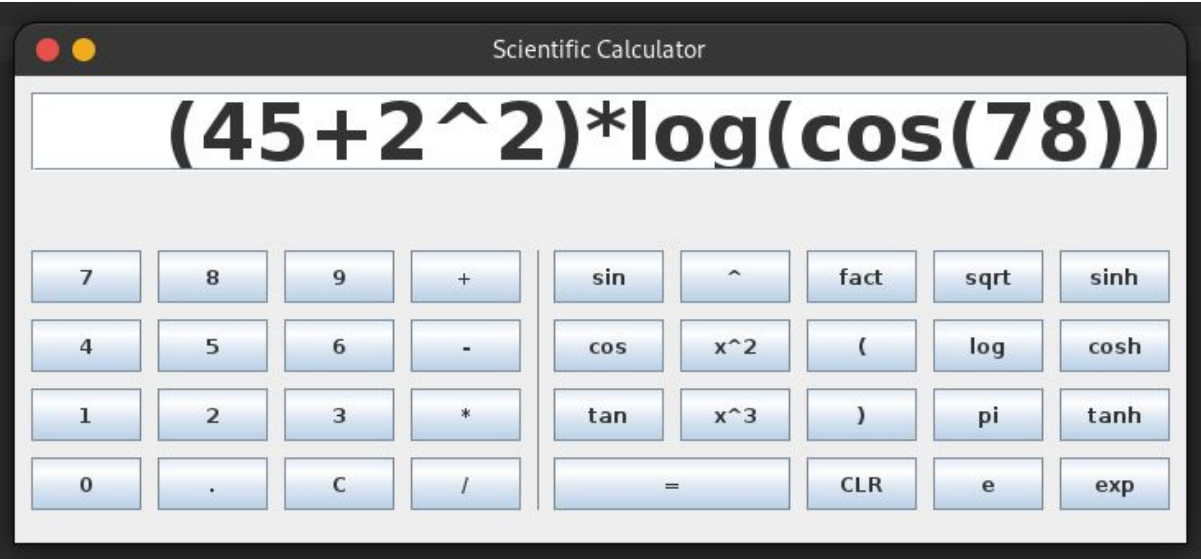 Scientific Calculator
(45+2^2)*log(cos(78))
7 8 9 + sin ^ fact sqrt sinh
4 5 6 - cos x^2 ( log cosh
1 2 3 * tan x^3 ) pi tanh
0 . C / = CLR e exp